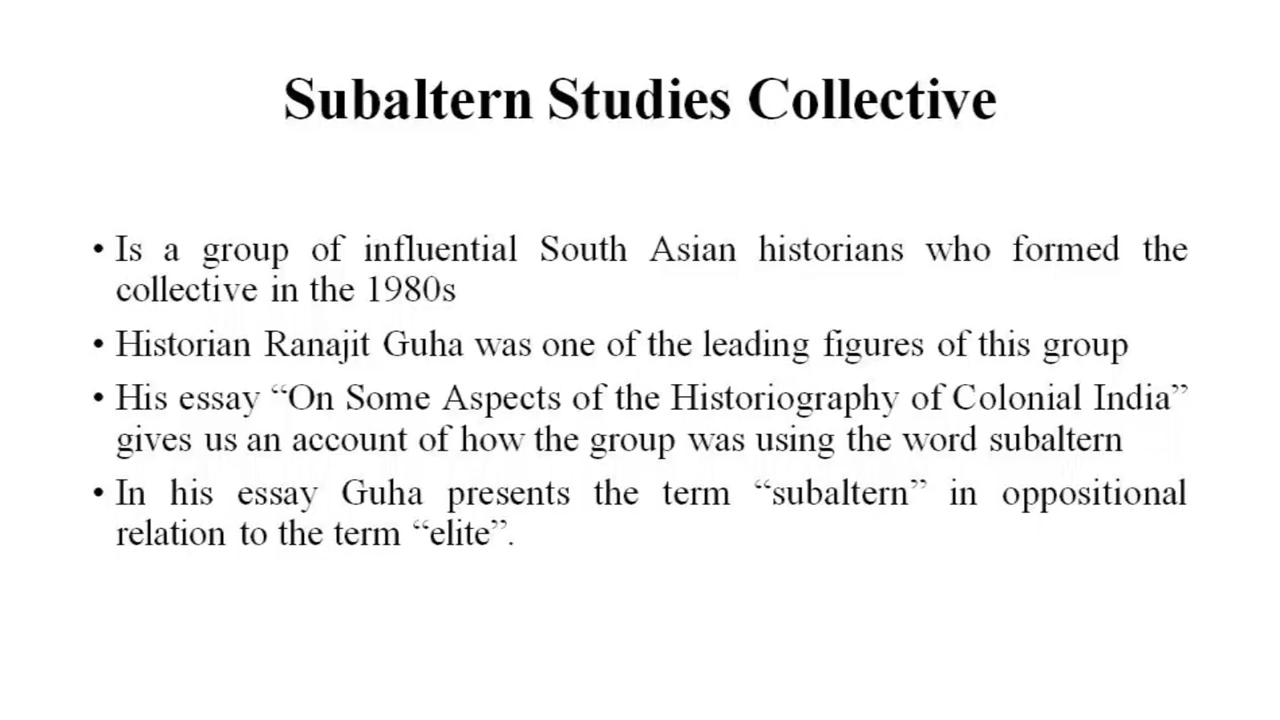 Subaltern Studies Collective
• Is a group of influential South Asian historians who formed the
collective in the 1980s
• Historian Ranajit Guha was one of the leading figures of this group
• His essay “On Some Aspects of the Historiography of Colonial India”
gives us an account of how the group was using the word subaltern
• In his essay Guha presents the term “subaltern” in oppositional
relation to the term “elite”.